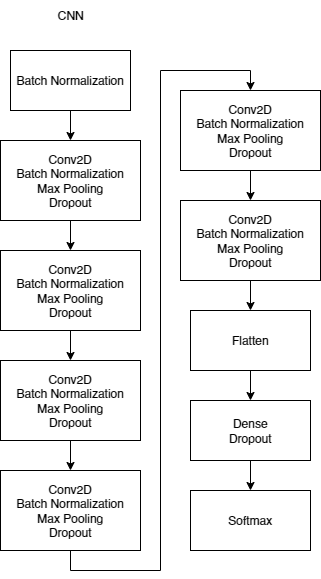 CNN
Batch Normalization
Conv2D
Batch Normalization
Max Pooling
Dropout
Conv2D
Batch Normalization
Max Pooling
Dropout
Conv2D
Batch Normalization
Max Pooling
Dropout
Conv2D
Batch Normalization
Max Pooling
Dropout
Conv2D
Batch Normalization
Max Pooling
Dropout
Conv2D
Batch Normalization
Max Pooling
Dropout
Flatten
Dense
Dropout
Softmax